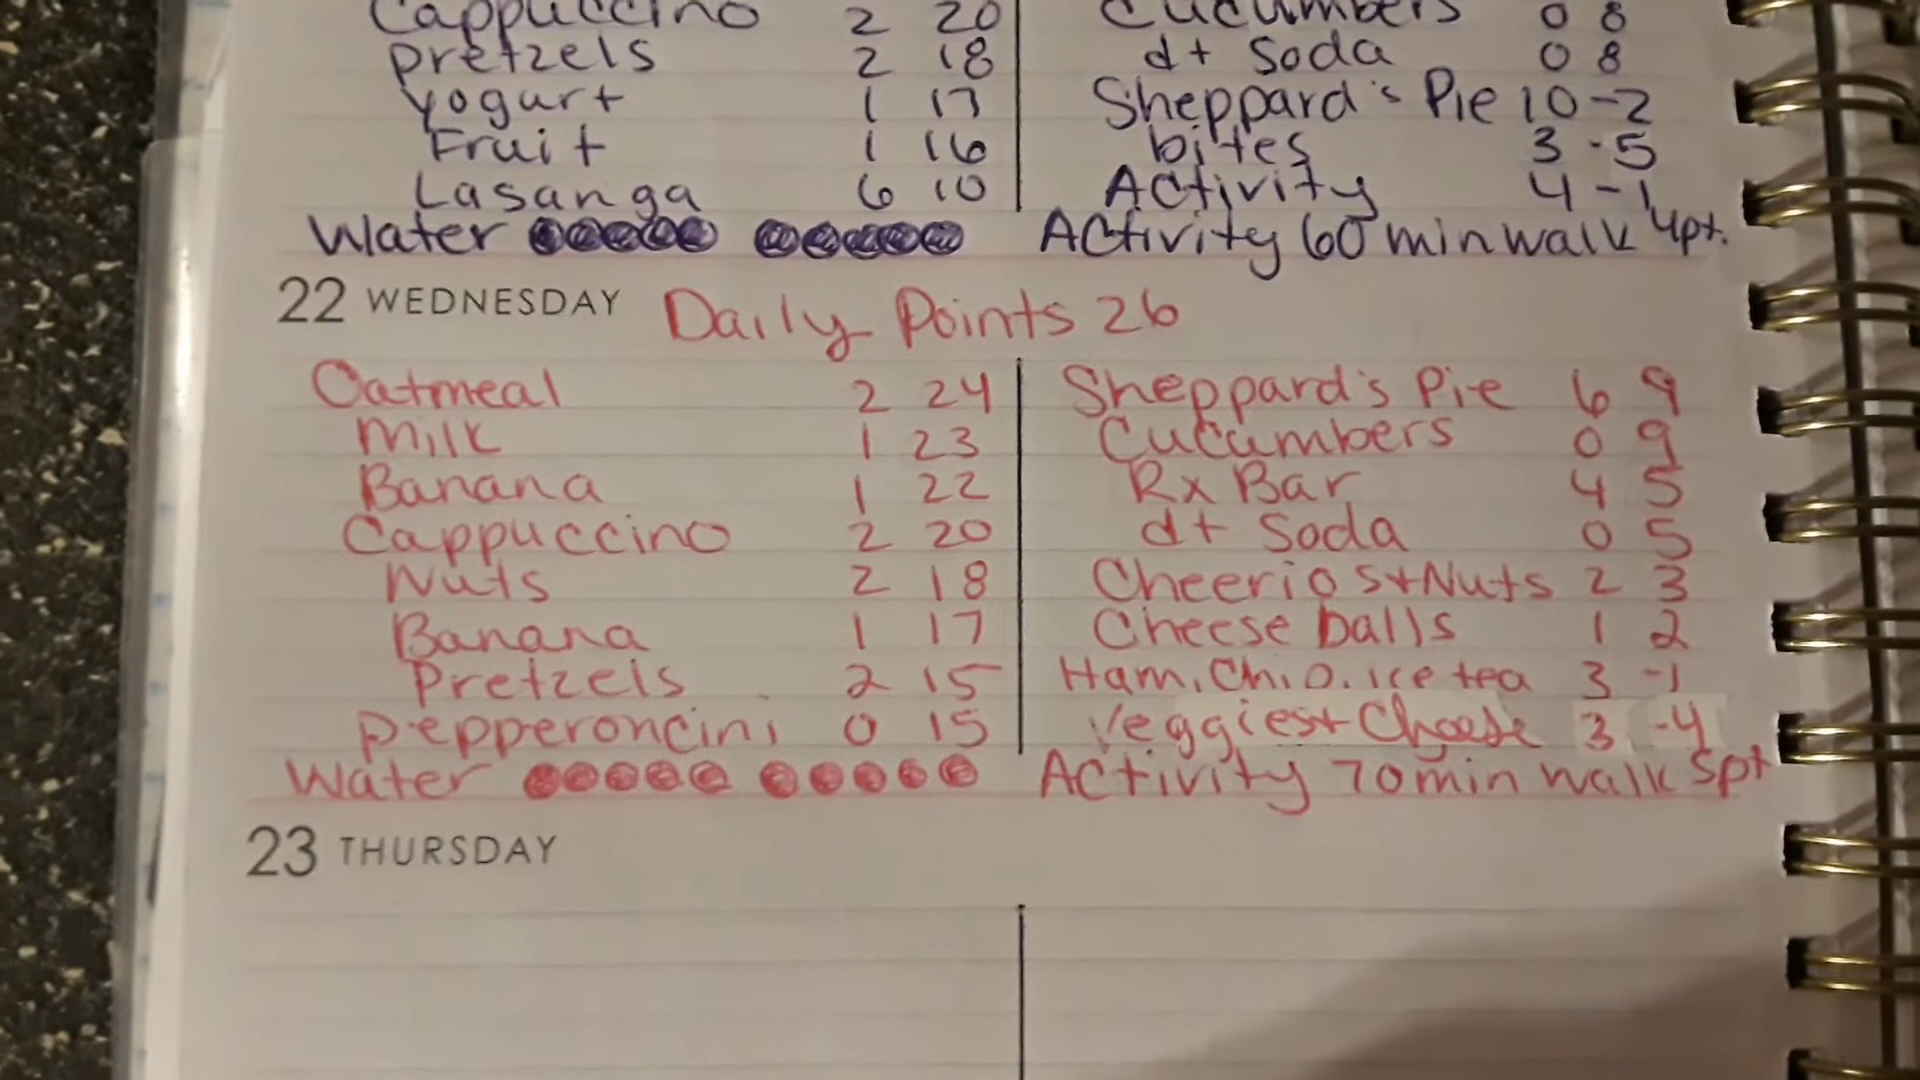 Cappuccino 2 20
Pretzels 2 18
Yogurt 1 17
Fruit 1 16
Lasanga 6 10
Cucumbers 0 8
dt Soda 0 8
Sheppard's Pie 10 -2
bites 3 -5
Activity 4 -1
Water
Activity 60 min walk 4pt.
22 WEDNESDAY Daily Points 26
Oatmeal 2 24
Milk 1 23
Banana 1 22
Cappuccino 2 20
Nuts 2 18
Banana 1 17
Pretzels 2 15
Pepperoncini 0 15
Sheppard's Pie 6 9
Cucumbers 0 9
Rx Bar 4 5
dt Soda 0 5
Cheerios + Nuts 2 3
Cheese balls 1 2
Ham, Ch, O. ice tea 3 -1
Veggies + Cheese 3 -4
Water
Activity 70 min walk 5pt
23 THURSDAY